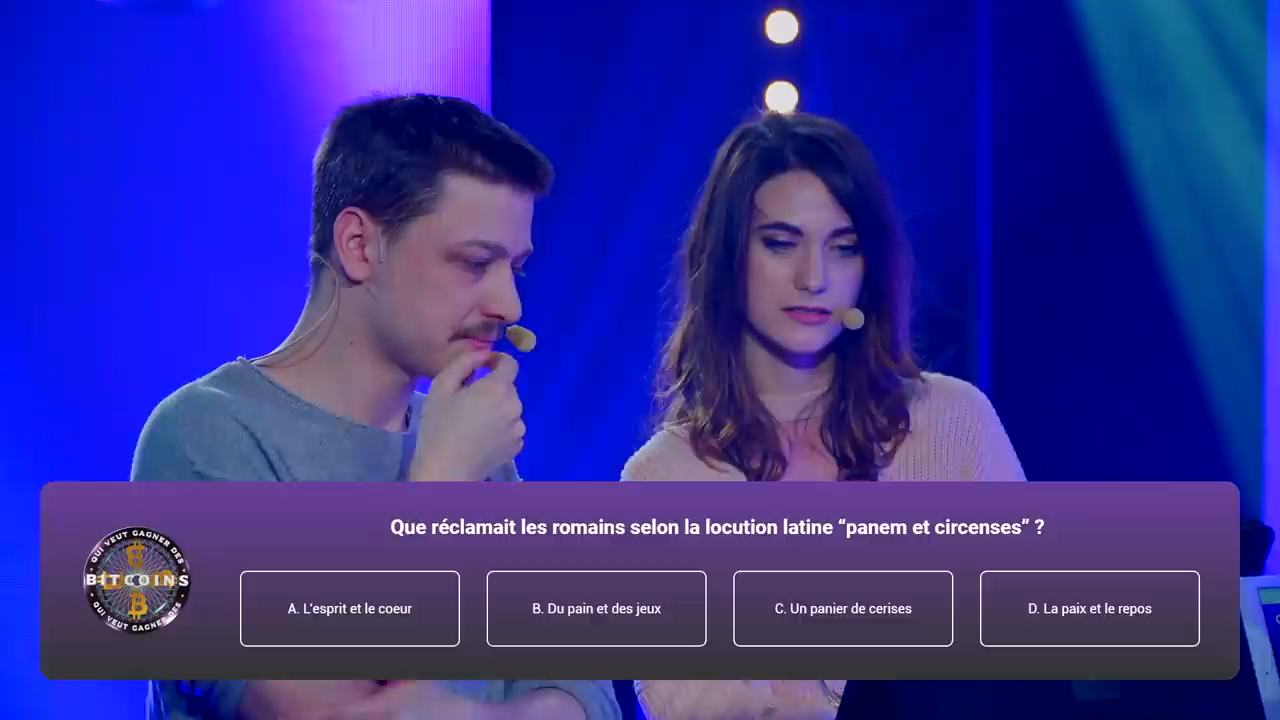 Que réclamait les romains selon la locution latine “panem et circenses” ?
QUI VEUT GAGNER DES
BITCOINS
QUI VEUT GAGNER DES
A. L'esprit et le coeur
B. Du pain et des jeux
C. Un panier de cerises
D. La paix et le repos